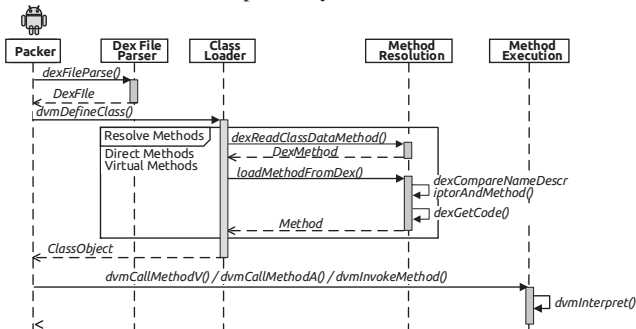 Packer
Dex File
Parser
Class
Loader
Method
Resolution
Method
Execution
dexFileParse()
DexFIle
dvmDefineClass()
Resolve Methods
Direct Methods
Virtual Methods
dexReadClassDataMethod()
DexMethod
loadMethodFromDex()
dexCompareNameDescr
iptorAndMethod()
dexGetCode()
Method
ClassObject
dvmCallMethodV() / dvmCallMethodA() / dvmInvokeMethod()
dvmInterpret()